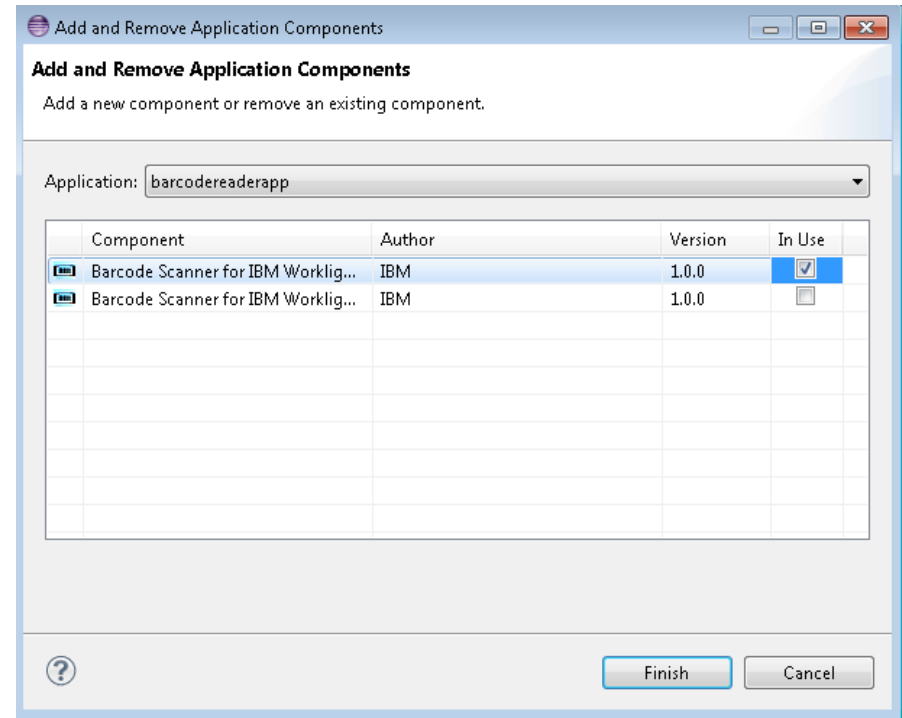 Add and Remove Application Components
Add and Remove Application Components
Add a new component or remove an existing component.
Application: barcodereaderapp
Component Author Version In Use
Barcode Scanner for IBM Worklig... IBM 1.0.0
Barcode Scanner for IBM Worklig... IBM 1.0.0
? Finish Cancel